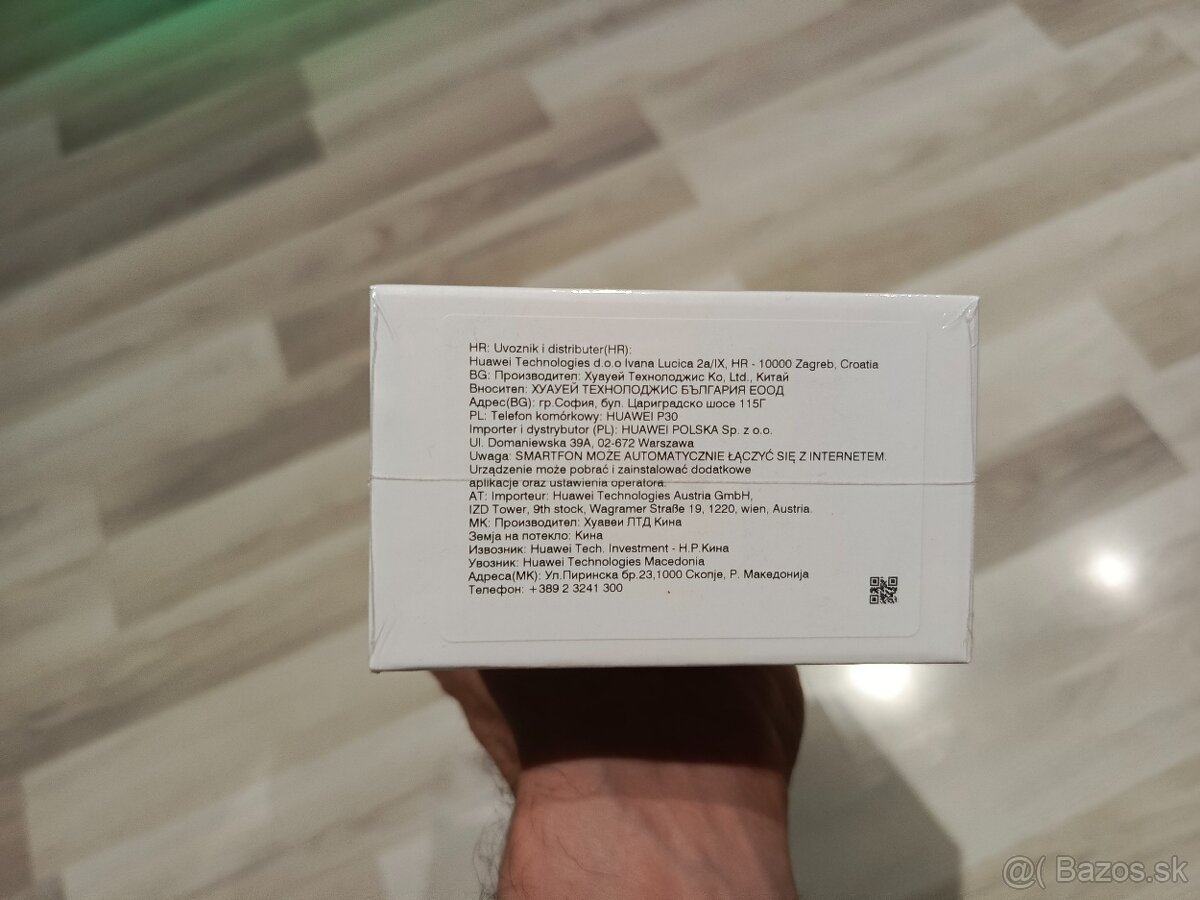 HR: Uvoznik i distributer(HR):
Huawei Technologies d.o.o Ivana Lucica 2a/IX, HR - 10000 Zagreb, Croatia
BG: Производител: Хуауей Технолоджис Ко, Ltd., Китай
Вносител: ХУАУЕЙ ТЕХНОЛОДЖИС БЪЛГАРИЯ ЕООД
Адрес(BG): гр.София, бул. Цариградско шосе 115Г
PL: Telefon komórkowy: HUAWEI P30
Importer i dystrybutor (PL): HUAWEI POLSKA Sp. z o.o.
Ul. Domaniewska 39A, 02-672 Warszawa
Uwaga: SMARTFON MOŻE AUTOMATYCZNIE ŁĄCZYĆ SIĘ Z INTERNETEM.
Urządzenie może pobrać i zainstalować dodatkowe
aplikacje oraz ustawienia operatora.
AT: Importeur: Huawei Technologies Austria GmbH,
IZD Tower, 9th stock, Wagramer Straße 19, 1220, wien, Austria.
MK: Производител: Хуавеи ЛТД Кина
Земја на потекло: Кина
Извозник: Huawei Tech. Investment - Н.Р.Кина
Увозник: Huawei Technologies Macedonia
Адреса(MK): Ул.Пиринска бр.23,1000 Скопје, Р. Македонија
Телефон: +389 2 3241 300
@( Bazos.sk